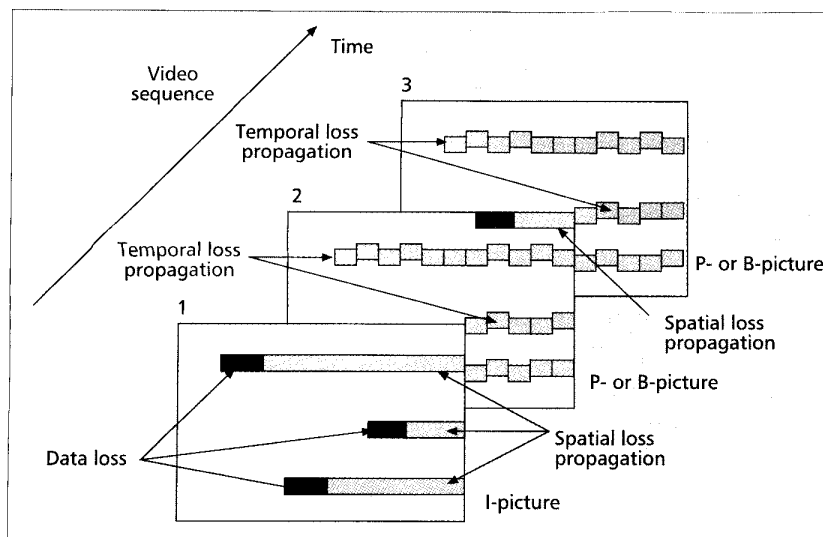 Time
Video
sequence
3
Temporal loss
propagation
2
Temporal loss
propagation
P- or B-picture
1
Spatial loss
propagation
P- or B-picture
Data loss
Spatial loss
propagation
I-picture